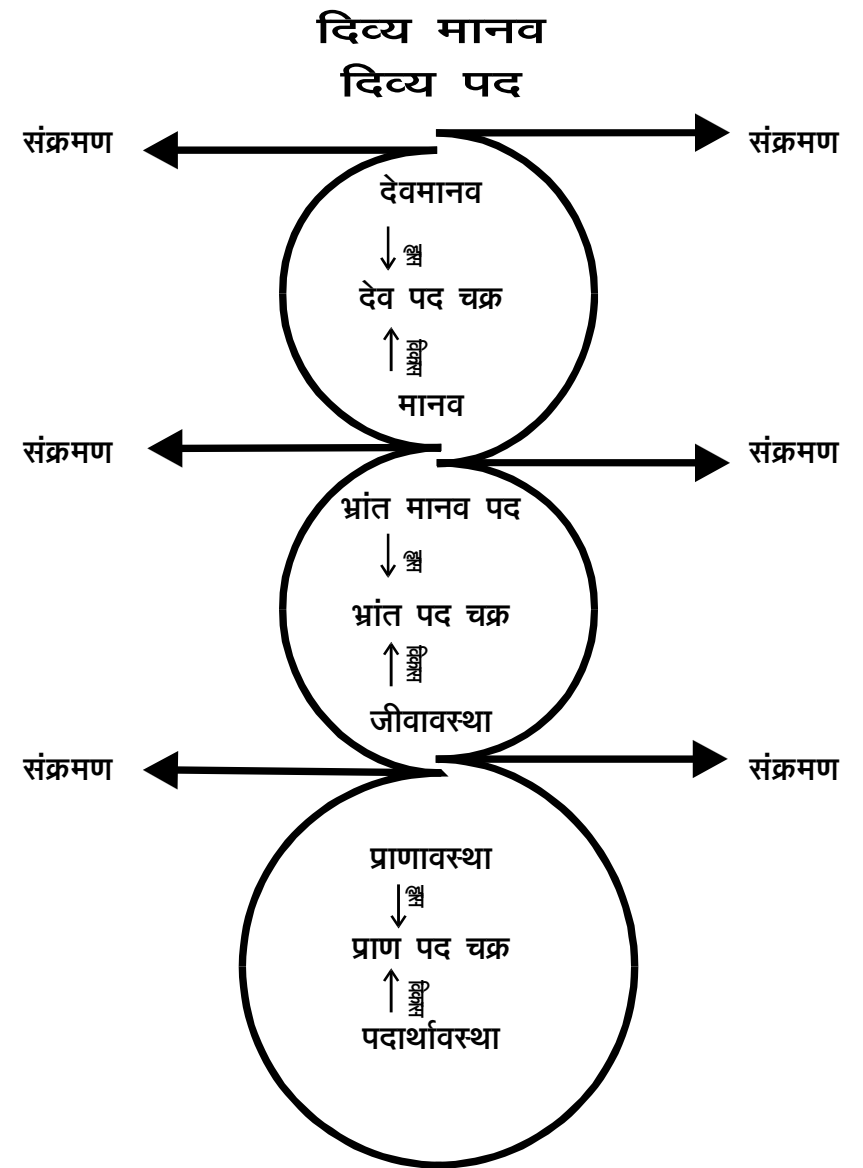 दिव्य मानव
दिव्य पद
संक्रमण
संक्रमण
देवमानव
ह्रास
देव पद चक्र
विकास
मानव
संक्रमण
संक्रमण
भ्रांत मानव पद
ह्रास
भ्रांत पद चक्र
विकास
जीवावस्था
संक्रमण
संक्रमण
प्राणावस्था
ह्रास
प्राण पद चक्र
विकास
पदार्थावस्था